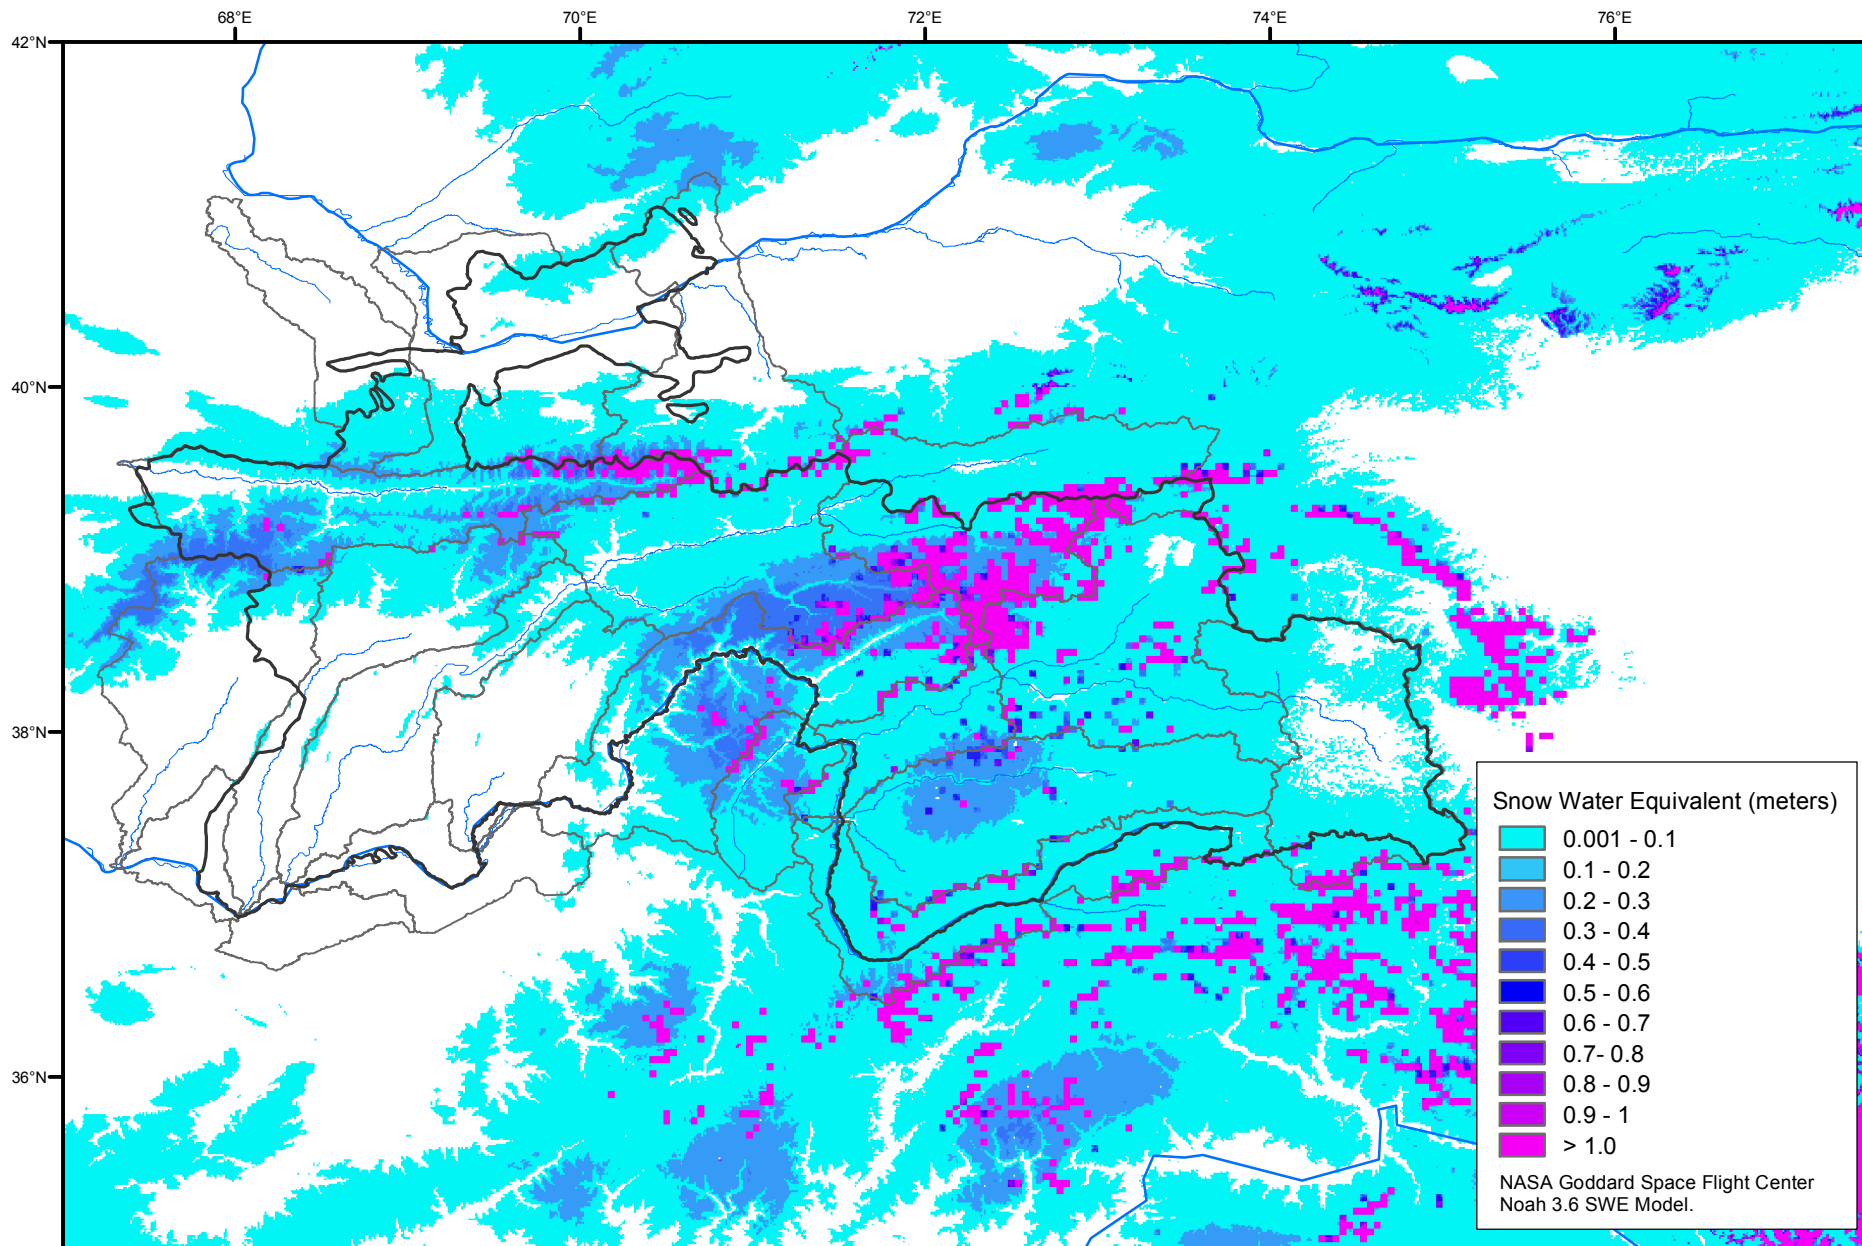 68°E
70°E
72°E
74°E
76°E
42°N
40°N
38°N
36°N
Snow Water Equivalent (meters)
0.001 - 0.1
0.1 - 0.2
0.2 - 0.3
0.3 - 0.4
0.4 - 0.5
0.5 - 0.6
0.6 - 0.7
0.7- 0.8
0.8 - 0.9
0.9 - 1
> 1.0
NASA Goddard Space Flight Center
Noah 3.6 SWE Model.